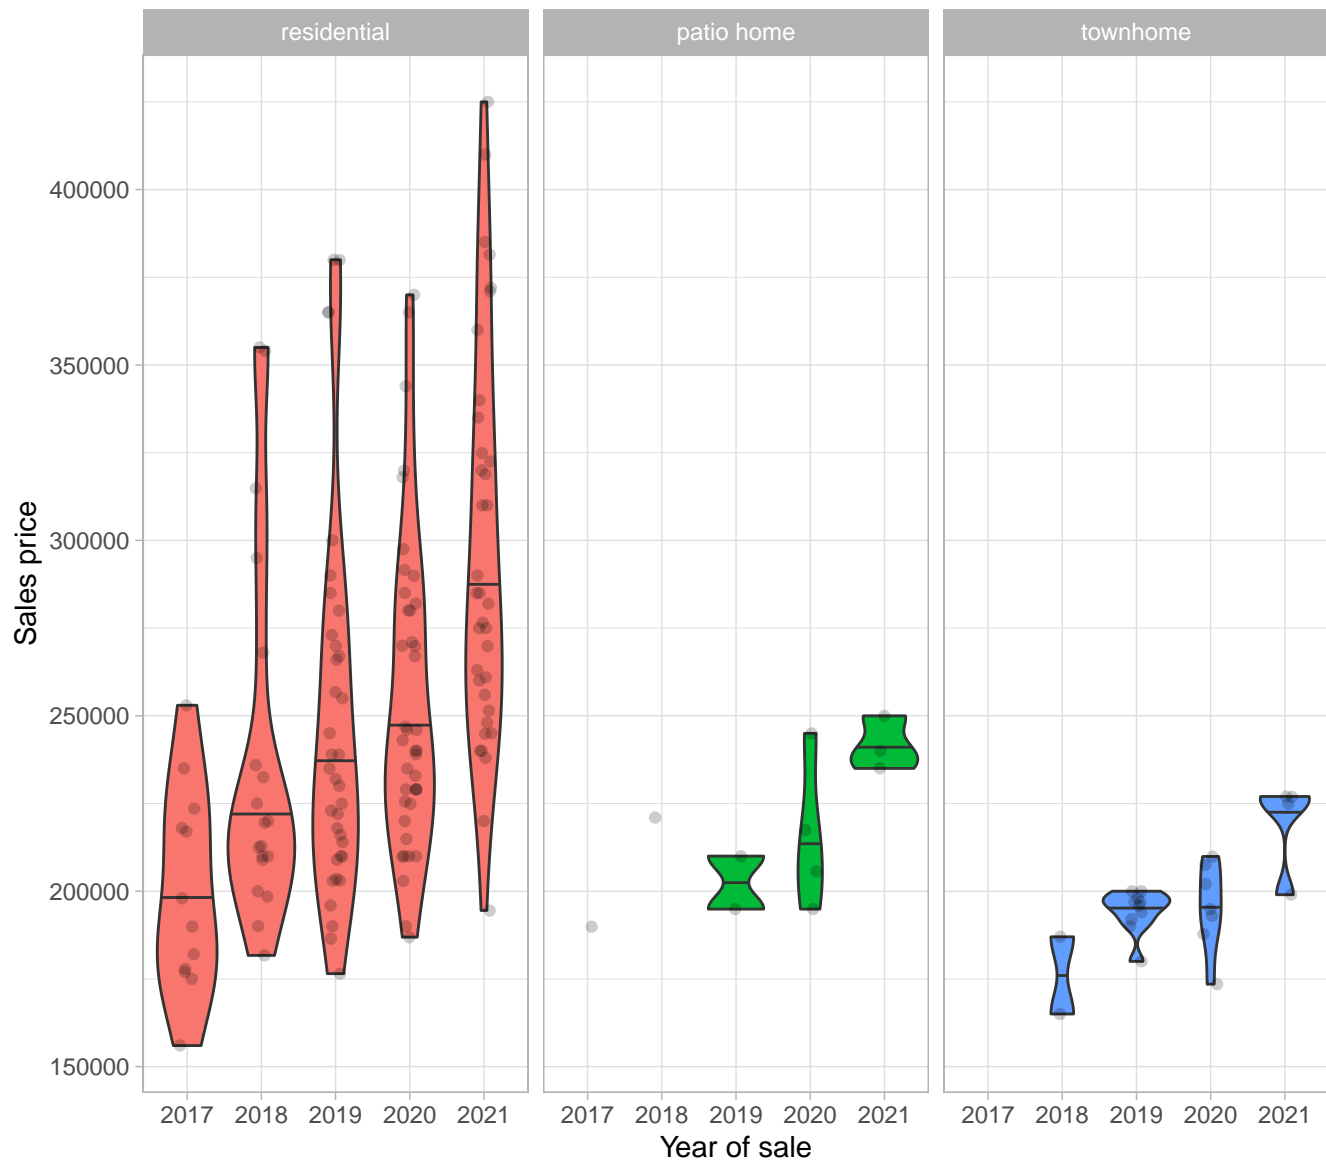 residential patio home townhome
400000
350000
300000
250000
200000
150000
Sales price
2017 2018 2019 2020 2021 2017 2018 2019 2020 2021 2017 2018 2019 2020 2021
Year of sale